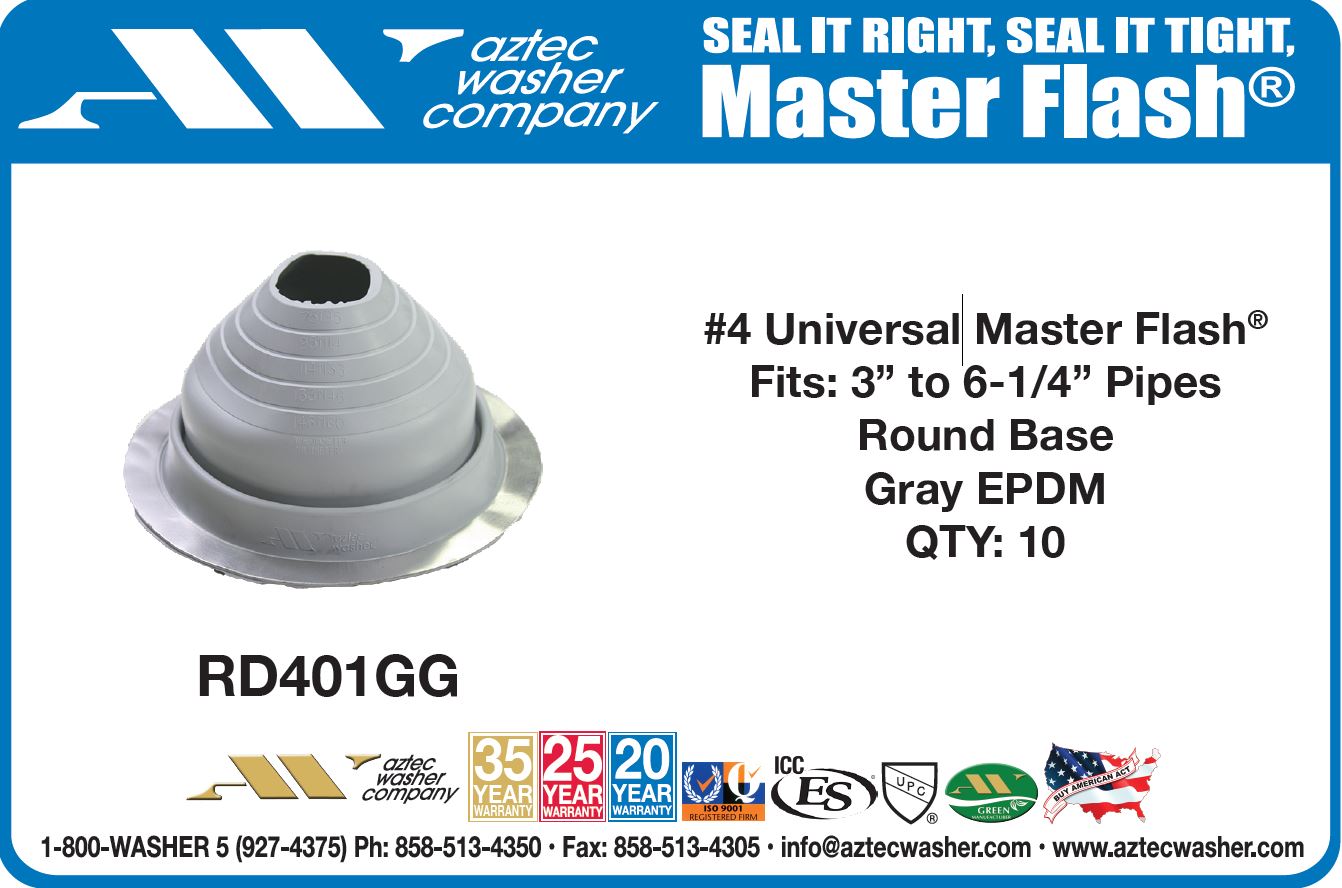 aztec
washer
company
SEAL IT RIGHT, SEAL IT TIGHT,
Master Flash®
#4 Universal Master Flash®
Fits: 3” to 6-1/4” Pipes
Round Base
Gray EPDM
QTY: 10
aztec
washer
RD401GG
aztec
washer
company
35
YEAR
WARRANTY
25
YEAR
WARRANTY
20
YEAR
WARRANTY
Q
ISO 9001
REGISTERED FIRM
ICC
ES
UPC
®
GREEN
MANUFACTURER
BUY AMERICAN ACT
1-800-WASHER 5 (927-4375) Ph: 858-513-4350 • Fax: 858-513-4305 • info@aztecwasher.com • www.aztecwasher.com